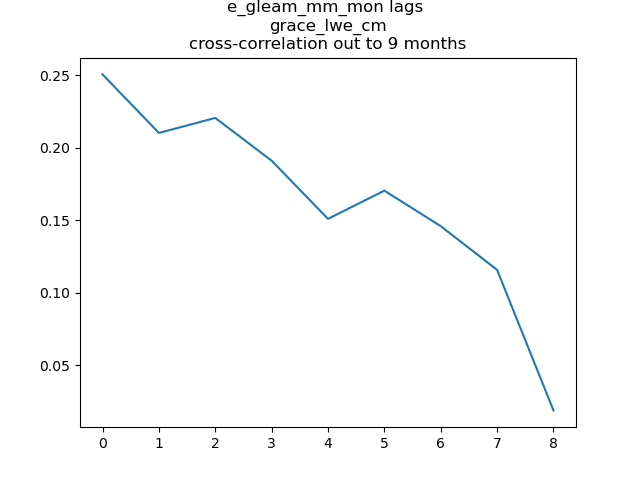 e_gleam_mm_mon lags
grace_lwe_cm
cross-correlation out to 9 months
0.25
0.20
0.15
0.10
0.05
0 1 2 3 4 5 6 7 8